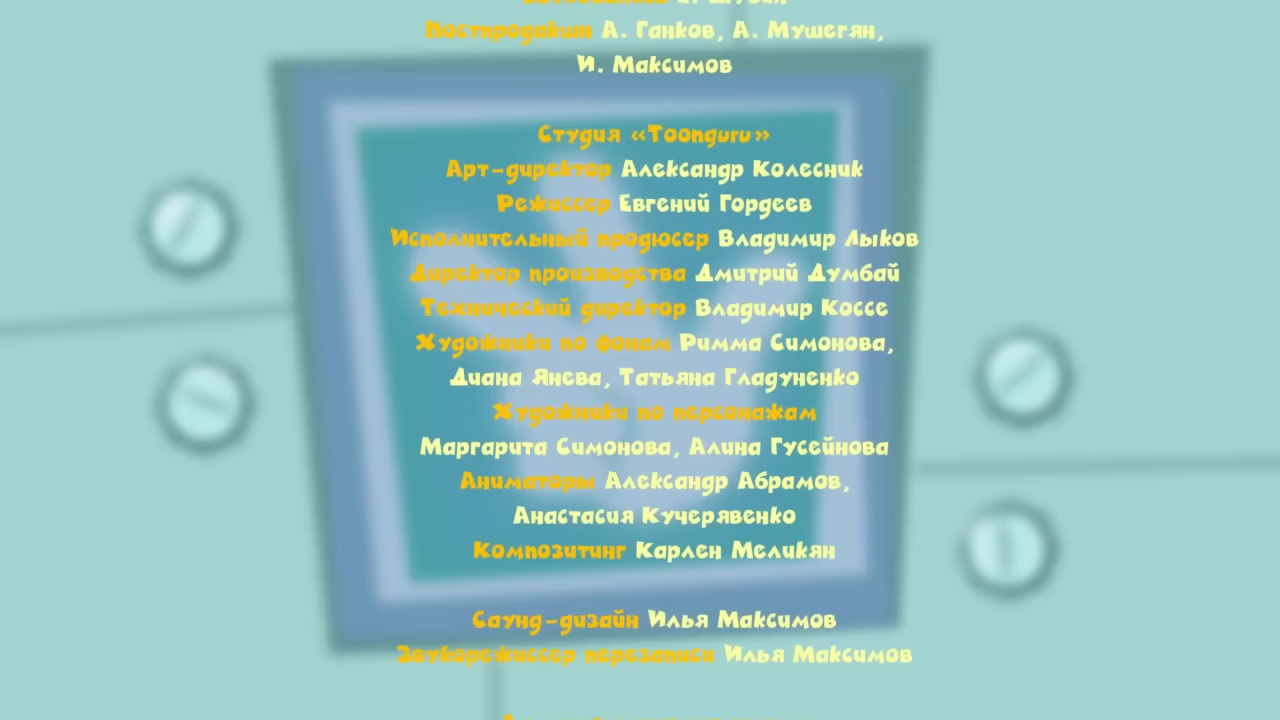 Постпродакшн А. Ганков, А. Мушегян,
И. Максимов
Студия «Toonguru»
Арт-директор Александр Колесник
Режиссер Евгений Гордеев
Исполнительный продюсер Владимир Лыков
Директор производства Дмитрий Думбай
Технический директор Владимир Коссе
Художники по фонам Римма Симонова,
Диана Янева, Татьяна Гладуненко
Художники по персонажам
Маргарита Симонова, Алина Гусейнова
Аниматоры Александр Абрамов,
Анастасия Кучерявенко
Композитинг Карлен Меликян
Саунд-дизайн Илья Максимов
Звукорежиссер перезаписи Илья Максимов